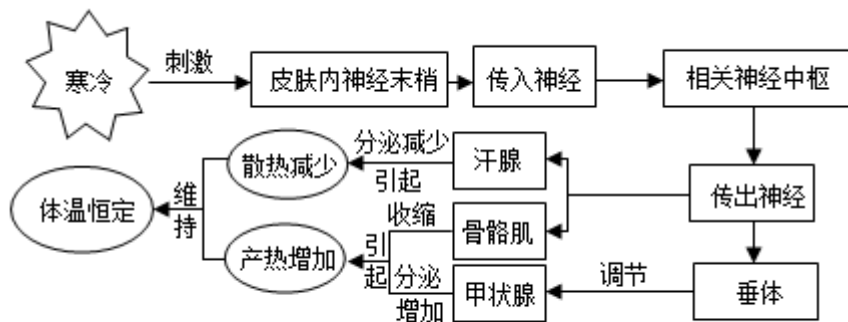 寒冷
刺激
皮肤内神经末梢
传入神经
相关神经中枢
体温恒定
维持
散热减少
分泌减少
引起
汗腺
传出神经
产热增加
引起
收缩
骨骼肌
分泌
增加
甲状腺
调节
垂体